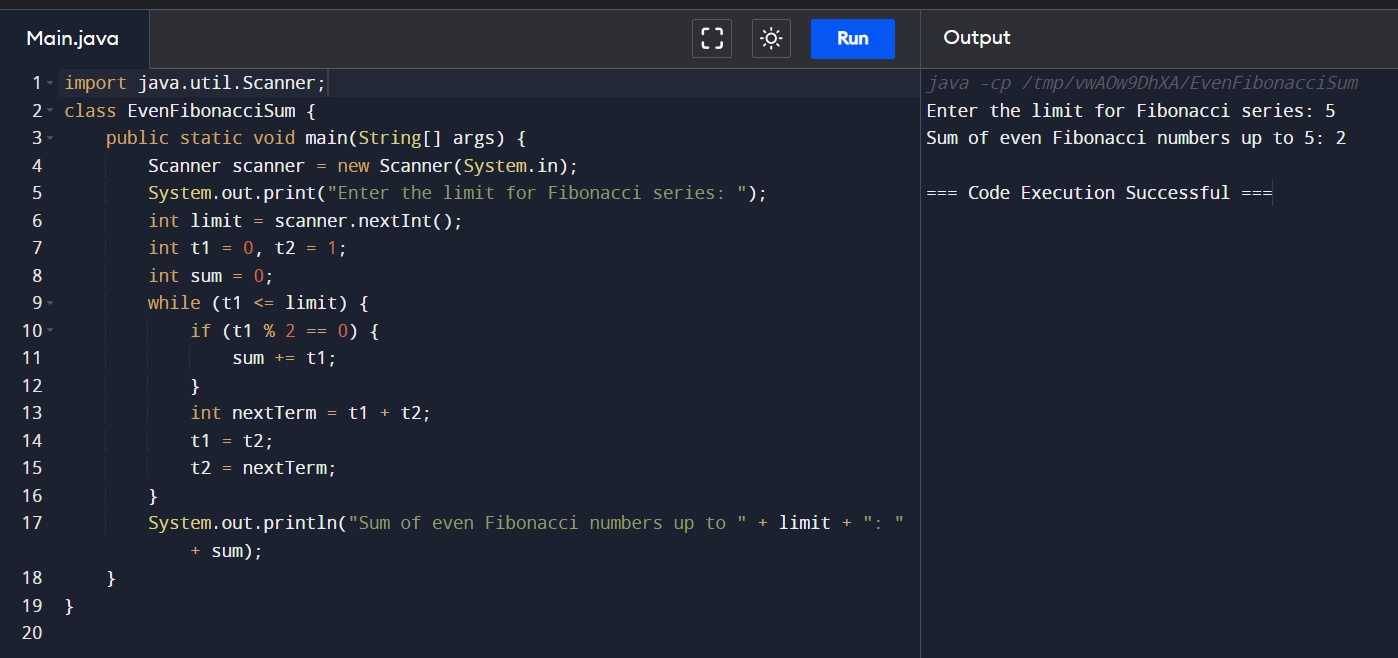 Main.java
Run
Output
1 import java.util.Scanner;
2 class EvenFibonacciSum {
3     public static void main(String[] args) {
4         Scanner scanner = new Scanner(System.in);
5         System.out.print("Enter the limit for Fibonacci series: ");
6         int limit = scanner.nextInt();
7         int t1 = 0, t2 = 1;
8         int sum = 0;
9         while (t1 <= limit) {
10             if (t1 % 2 == 0) {
11                 sum += t1;
12             }
13             int nextTerm = t1 + t2;
14             t1 = t2;
15             t2 = nextTerm;
16         }
17         System.out.println("Sum of even Fibonacci numbers up to " + limit + ": "
            + sum);
18     }
19 }
20
java -cp /tmp/vwAOw9DhXA/EvenFibonacciSum
Enter the limit for Fibonacci series: 5
Sum of even Fibonacci numbers up to 5: 2
=== Code Execution Successful ===